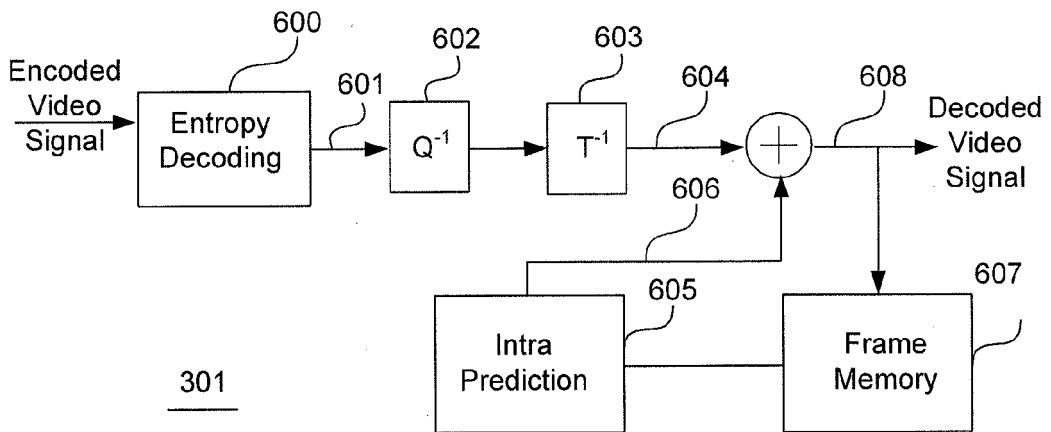 600
602
603
Encoded
Video
Signal
601
604
608
Decoded
Video
Signal
Entropy
Decoding
Q⁻¹
T⁻¹
606
605
607
Intra
Prediction
Frame
Memory
301